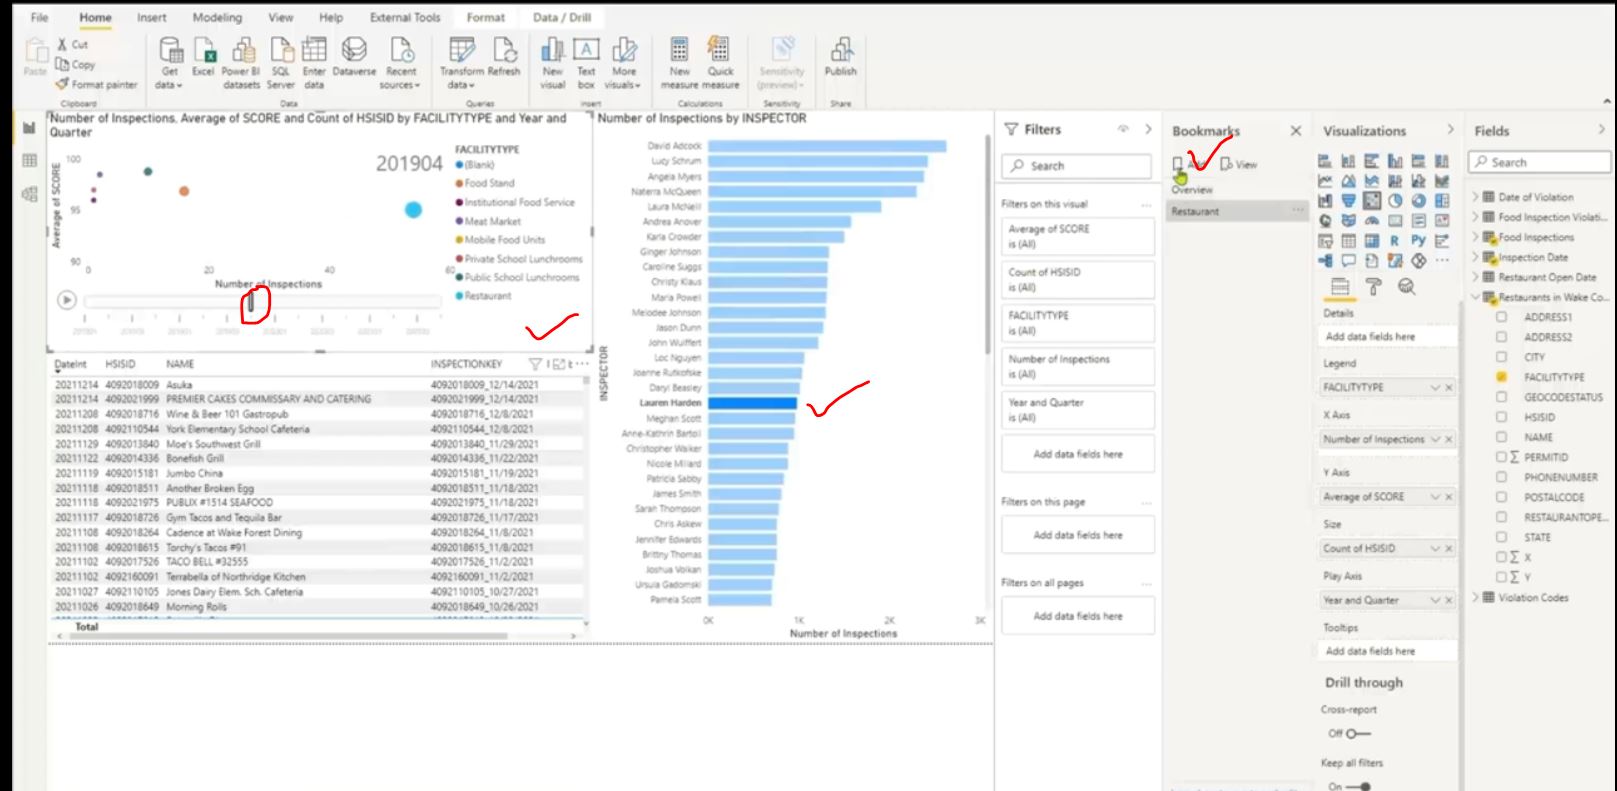 File Home Insert Modeling View Help External Tools Format Data / Drill
Paste
Cut
Copy
Format painter
Clipboard
Get data
Excel
Power BI datasets
SQL Server
Enter data
Dataverse
Recent sources
Data
Transform data
Refresh
Queries
New visual
Text box
More visuals
Insert
New measure
Quick measure
Calculations
Sensitivity (preview)
Sensitivity
Publish
Share
Number of Inspections, Average of SCORE and Count of HSISID by FACILITYTYPE and Year and
Quarter
201904
Average of SCORE
100
95
90
0 20 40 60
Number of Inspections
FACILITYTYPE
(Blank)
Food Stand
Institutional Food Service
Meat Market
Mobile Food Units
Private School Lunchrooms
Public School Lunchrooms
Restaurant
DateInt HSISID NAME INSPECTIONKEY
20211214 4092018009 Asuka 4092018009_12/14/2021
20211214 4092021999 PREMIER CAKES COMMISSARY AND CATERING 4092021999_12/14/2021
20211208 4092018716 Wine & Beer 101 Gastropub 4092018716_12/8/2021
20211208 4092110544 York Elementary School Cafeteria 4092110544_12/8/2021
20211129 4092013840 Moe's Southwest Grill 4092013840_11/29/2021
20211122 4092014336 Bonefish Grill 4092014336_11/22/2021
20211119 4092015181 Jumbo China 4092015181_11/19/2021
20211118 4092018511 Another Broken Egg 4092018511_11/18/2021
20211118 4092021975 PUBLIX #1514 SEAFOOD 4092021975_11/18/2021
20211117 4092018726 Gym Tacos and Tequila Bar 4092018726_11/17/2021
20211108 4092018264 Cadence at Wake Forest Dining 4092018264_11/8/2021
20211108 4092018615 Torchy's Tacos #91 4092018615_11/8/2021
20211102 4092017526 TACO BELL #32555 4092017526_11/2/2021
20211102 4092160091 Terrabella of Northridge Kitchen 4092160091_11/2/2021
20211027 4092110105 Jones Dairy Elem. Sch. Cafeteria 4092110105_10/27/2021
20211026 4092018649 Morning Rolls 4092018649_10/26/2021
Total
Number of Inspections by INSPECTOR
INSPECTOR
David Adcock
Lucy Schrum
Angela Myers
Naterra McQueen
Laura McNeill
Andrea Anover
Karla Crowder
Ginger Johnson
Caroline Suggs
Christy Klaus
Maria Powell
Melodee Johnson
Jason Dunn
John Wulffert
Loc Nguyen
Joanne Rutkofske
Daryl Beasley
Lauren Harden
Meghan Scott
Anne-Kathrin Bartoli
Christopher Walker
Nicole Millard
Patricia Sabby
James Smith
Sarah Thompson
Chris Askew
Jennifer Edwards
Brittny Thomas
Joshua Volkan
Ursula Gadomski
Pamela Scott
0K 1K 2K 3K
Number of Inspections
Filters
Search
Filters on this visual
Average of SCORE
is (All)
Count of HSISID
is (All)
FACILITYTYPE
is (All)
Number of Inspections
is (All)
Year and Quarter
is (All)
Add data fields here
Filters on this page
Add data fields here
Filters on all pages
Add data fields here
Bookmarks
Add View
Overview
Restaurant
Visualizations
R Py
Details
Add data fields here
Legend
FACILITYTYPE
X Axis
Number of Inspections
Y Axis
Average of SCORE
Size
Count of HSISID
Play Axis
Year and Quarter
Tooltips
Add data fields here
Drill through
Cross-report
Off
Keep all filters
On
Fields
Search
Date of Violation
Food Inspection Violati...
Food Inspections
Inspection Date
Restaurant Open Date
Restaurants in Wake Co...
ADDRESS1
ADDRESS2
CITY
FACILITYTYPE
GEOCODESTATUS
HSISID
NAME
PERMITID
PHONENUMBER
POSTALCODE
RESTAURANTOPE...
STATE
X
Y
Violation Codes